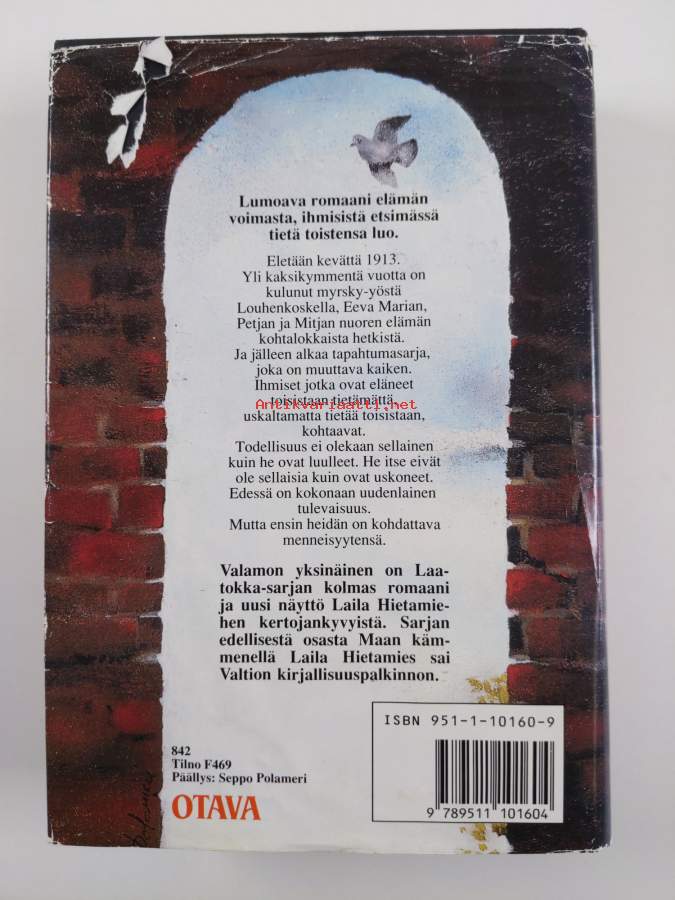 Lumoava romaani elämän
voimasta, ihmisistä etsimässä
tietä toistensa luo.
Eletään kevättä 1913.
Yli kaksikymmentä vuotta on
kulunut myrsky-yöstä
Louhenkoskella, Eeva Marian,
Petjan ja Mitjan nuoren elämän
kohtalokkaista hetkistä.
Ja jälleen alkaa tapahtumasarja,
joka on muuttava kaiken.
Ihmiset jotka ovat eläneet
toisistaan tietämättä,
Antikvariaatti.net
uskaltamatta tietää toisistaan,
kohtaavat.
Todellisuus ei olekaan sellainen
kuin he ovat luulleet. He itse eivät
ole sellaisia kuin ovat uskoneet.
Edessä on kokonaan uudenlainen
tulevaisuus.
Mutta ensin heidän on kohdattava
menneisyytensä.
Valamon yksinäinen on Laa-
tokka-sarjan kolmas romaani
ja uusi näyttö Laila Hietamie-
hen kertojankyvyistä. Sarjan
edellisestä osasta Maan käm-
menellä Laila Hietamies sai
Valtion kirjallisuuspalkinnon.
ISBN 951-1-10160-9
9 789511 101604
842
Tilno F469
Päällys: Seppo Polameri
OTAVA